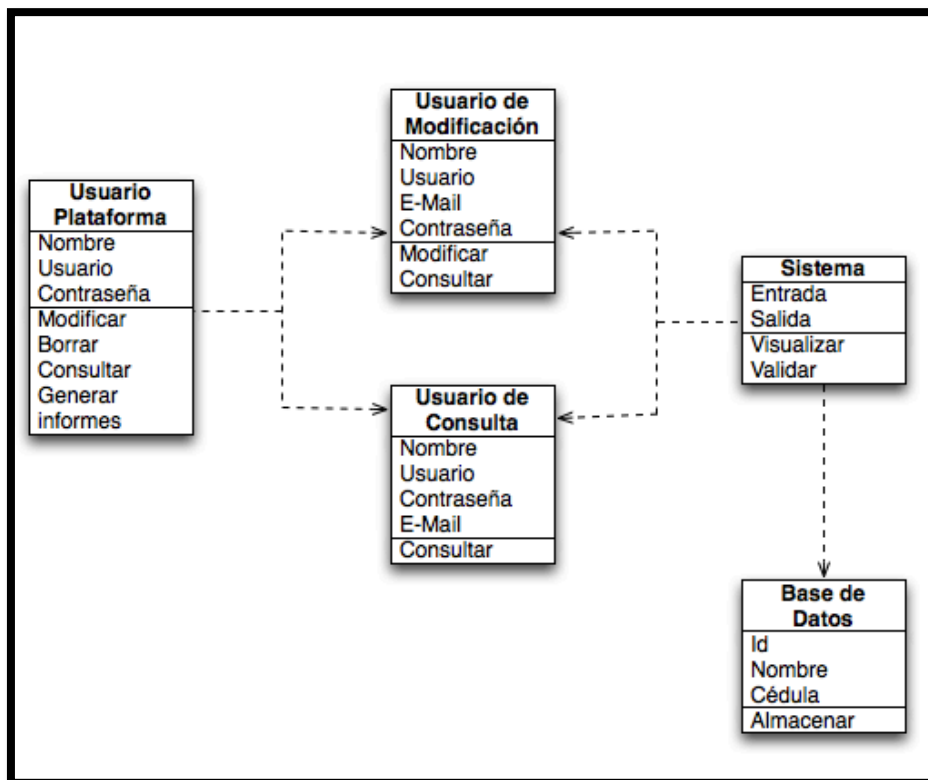 Usuario
Plataforma
Nombre
Usuario
Contraseña
Modificar
Borrar
Consultar
Generar
informes
Usuario de
Modificación
Nombre
Usuario
E-Mail
Contraseña
Modificar
Consultar
Usuario de
Consulta
Nombre
Usuario
Contraseña
E-Mail
Consultar
Sistema
Entrada
Salida
Visualizar
Validar
Base de
Datos
Id
Nombre
Cédula
Almacenar